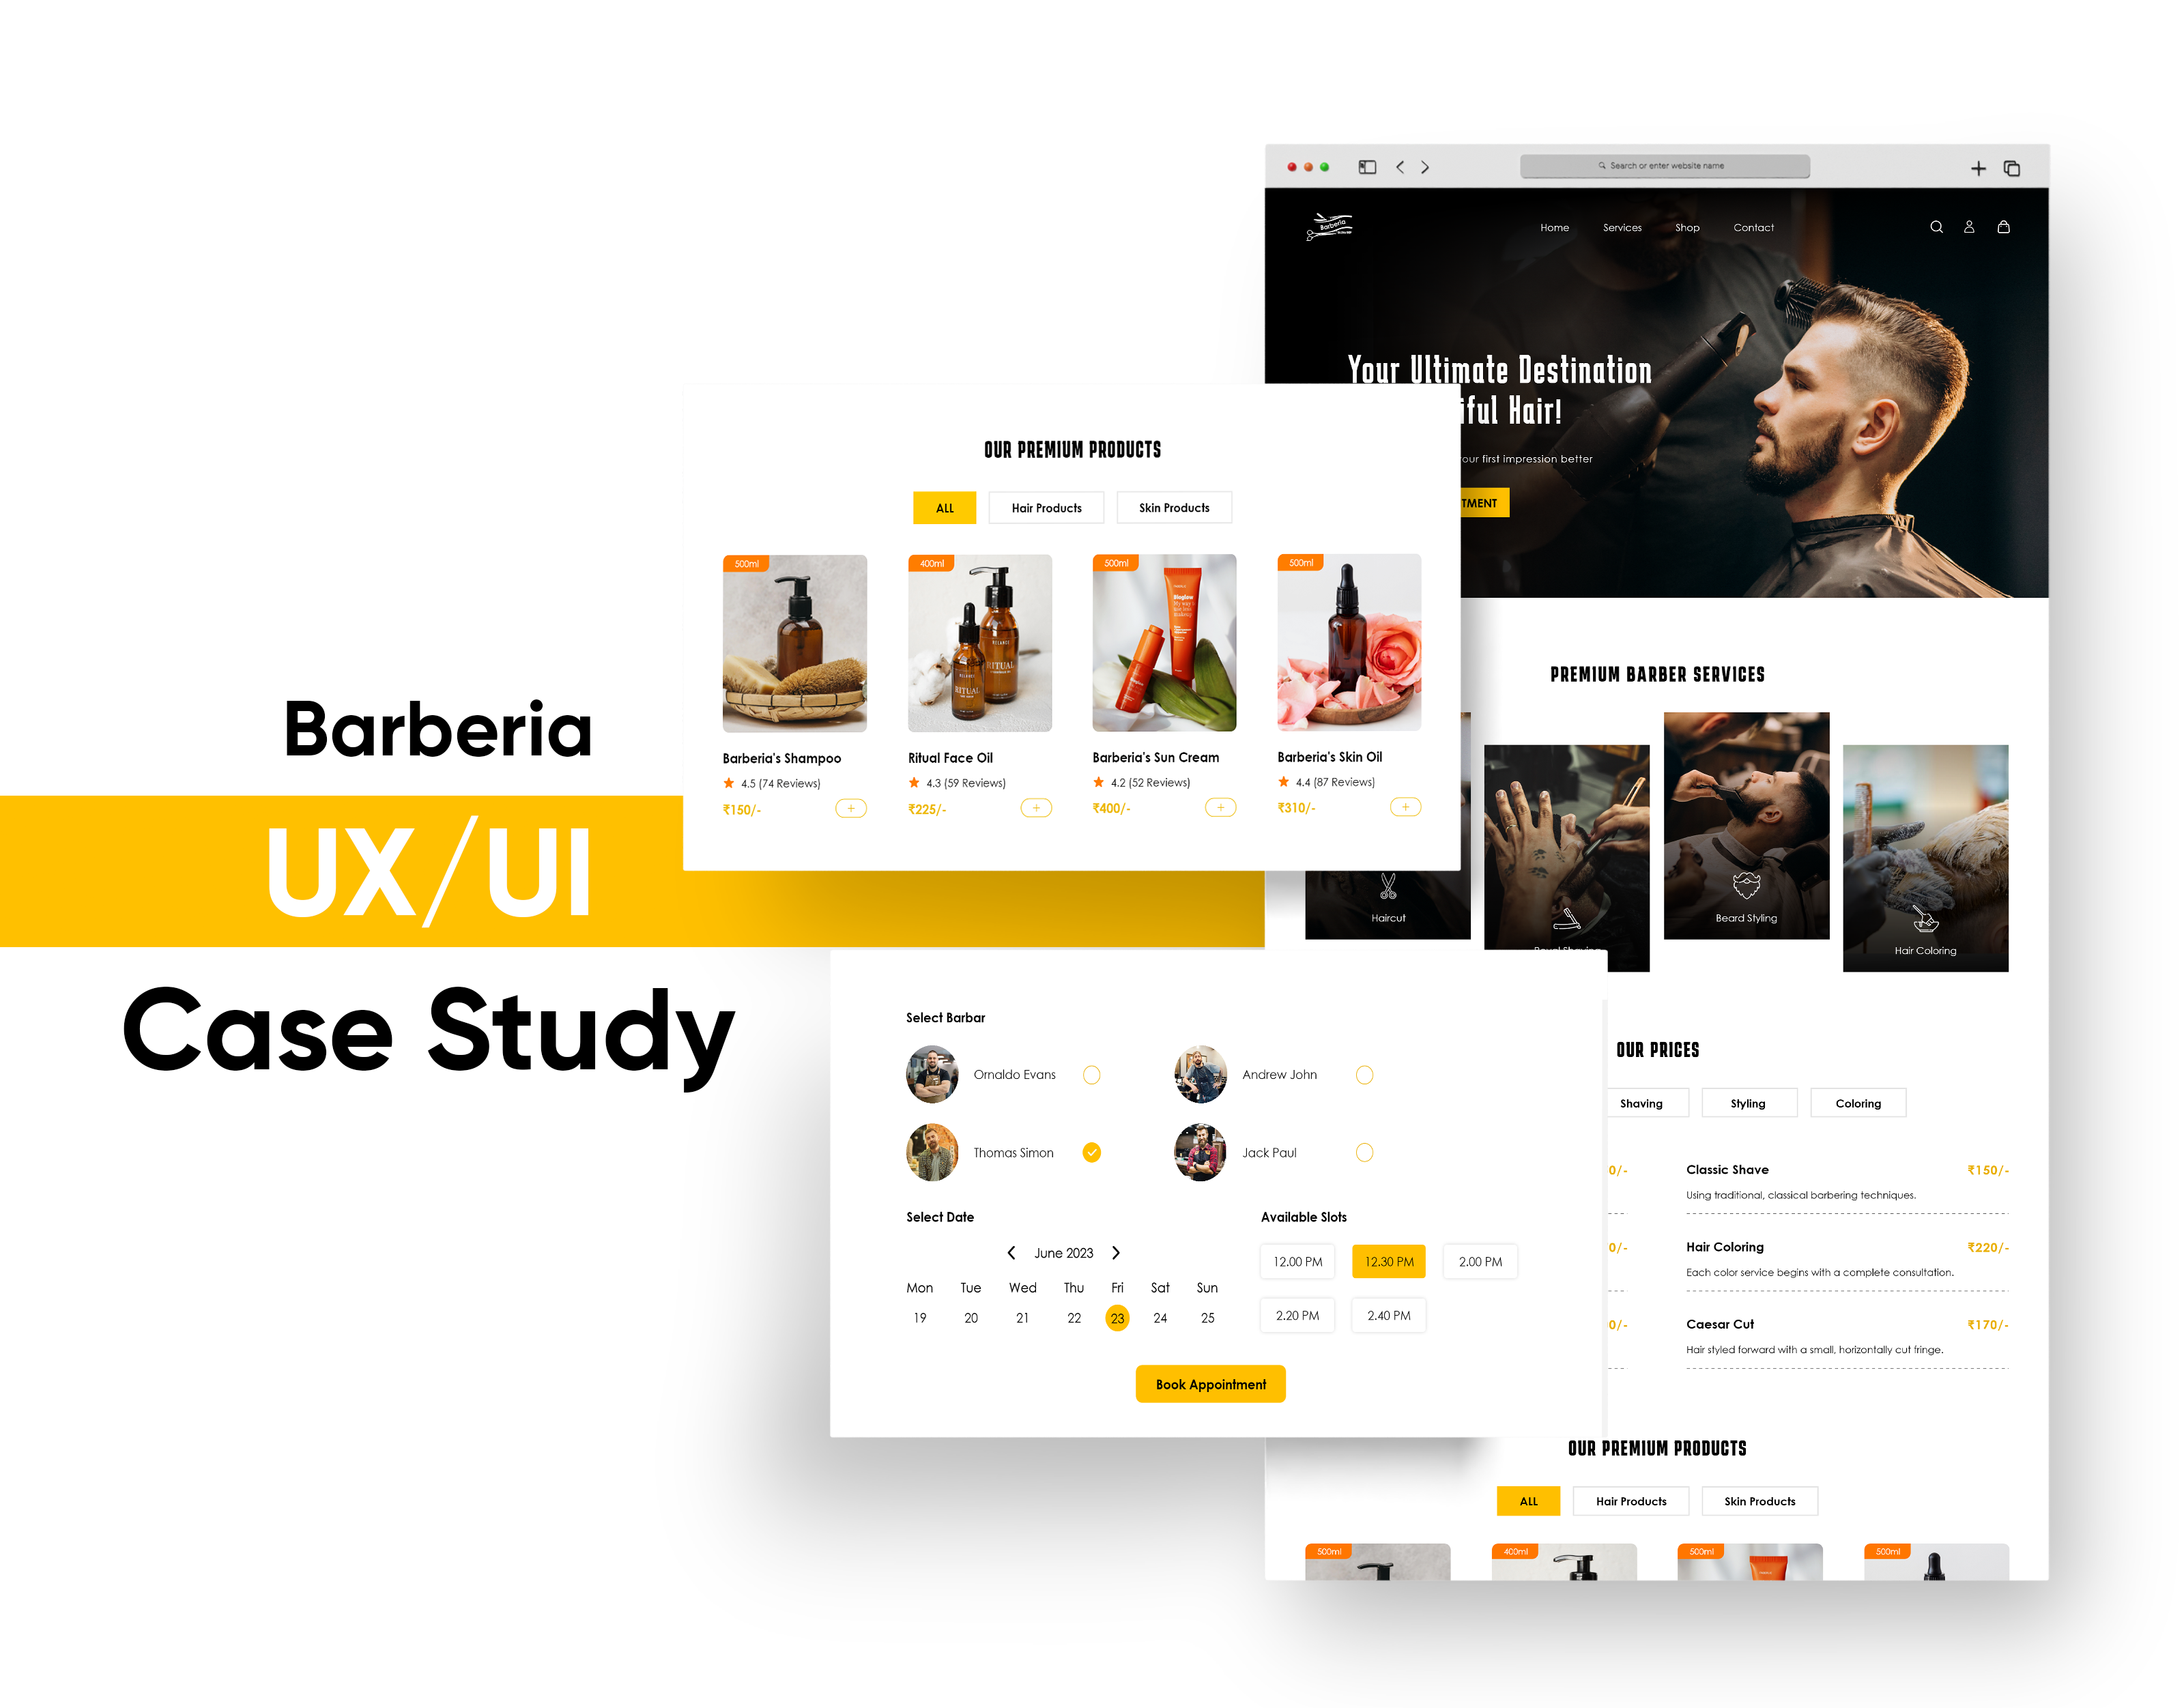 Barberia
UX/UI
Case Study
Search or enter website name
Barberia
Home Services Shop Contact
Your Ultimate Destination
iful Hair!
our first impression better
TMENT
OUR PREMIUM PRODUCTS
ALL Hair Products Skin Products
500ml 400ml 500ml 500ml
RITUAL
RITUAL
Barberia's Shampoo
4.5 (74 Reviews)
₹150/-
+
Ritual Face Oil
4.3 (59 Reviews)
₹225/-
+
Barberia's Sun Cream
4.2 (52 Reviews)
₹400/-
+
Barberia's Skin Oil
4.4 (87 Reviews)
₹310/-
+
PREMIUM BARBER SERVICES
Haircut
Beard Styling
Hair Coloring
Select Barbar
Ornaldo Evans
Andrew John
Thomas Simon
Jack Paul
Select Date
June 2023
Mon Tue Wed Thu Fri Sat Sun
19 20 21 22 23 24 25
Available Slots
12.00 PM 12.30 PM 2.00 PM
2.20 PM 2.40 PM
Book Appointment
OUR PRICES
Shaving Styling Coloring
0/-
Classic Shave ₹150/-
Using traditional, classical barbering techniques.
0/-
Hair Coloring ₹220/-
Each color service begins with a complete consultation.
0/-
Caesar Cut ₹170/-
Hair styled forward with a small, horizontally cut fringe.
OUR PREMIUM PRODUCTS
ALL Hair Products Skin Products
500ml 400ml 500ml 500ml